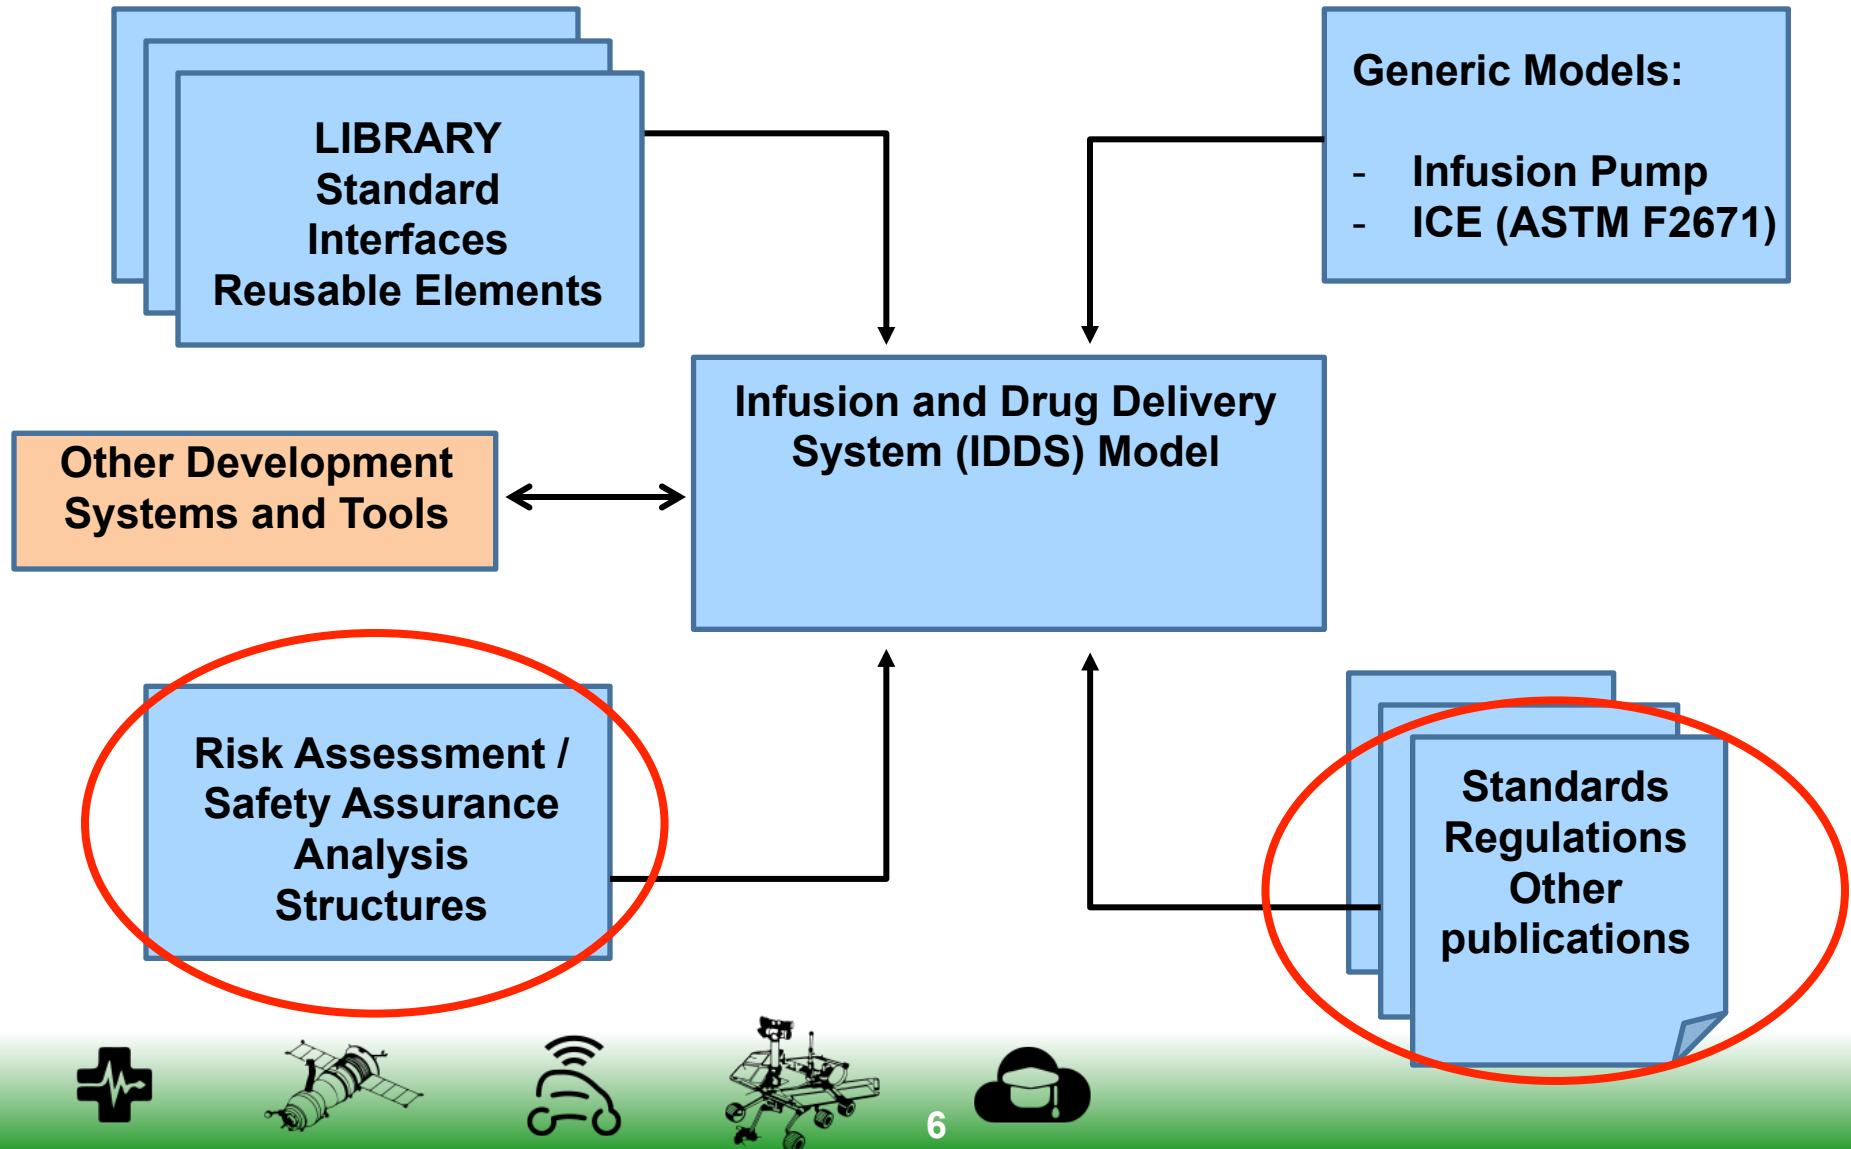 LIBRARY
Standard
Interfaces
Reusable Elements
Generic Models:
- Infusion Pump
- ICE (ASTM F2671)
Infusion and Drug Delivery
System (IDDS) Model
Other Development
Systems and Tools
Risk Assessment /
Safety Assurance
Analysis
Structures
Standards
Regulations
Other
publications
6